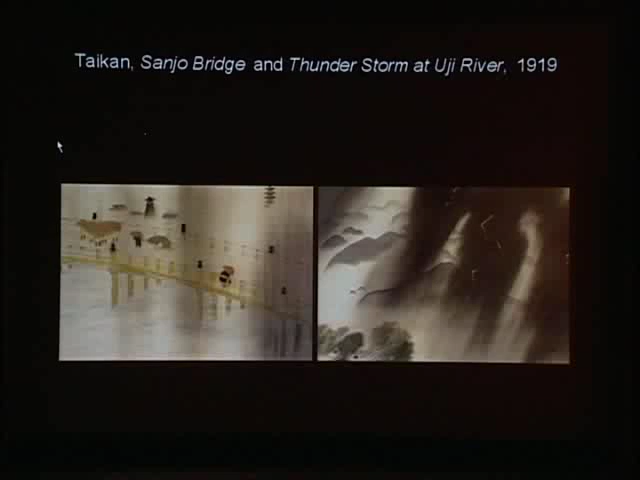 Taikan, Sanjo Bridge and Thunder Storm at Uji River, 1919